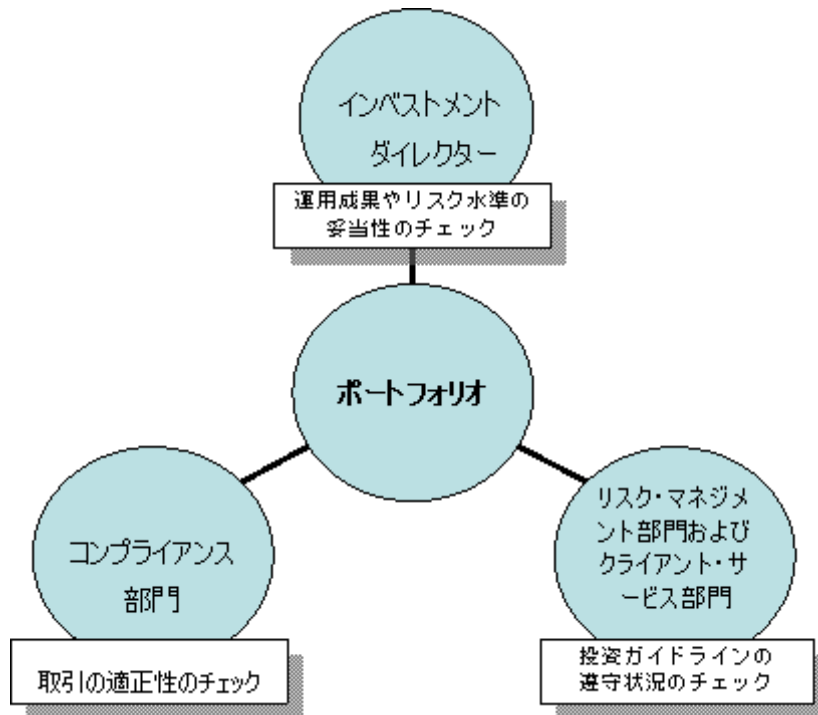 インベストメント
ダイレクター
運用成果やリスク水準の
妥当性のチェック
ポートフォリオ
コンプライアンス
部門
取引の適正性のチェック
リスク・マネジメ
ント部門および
クライアント・サ
ービス部門
投資ガイドラインの
遵守状況のチェック